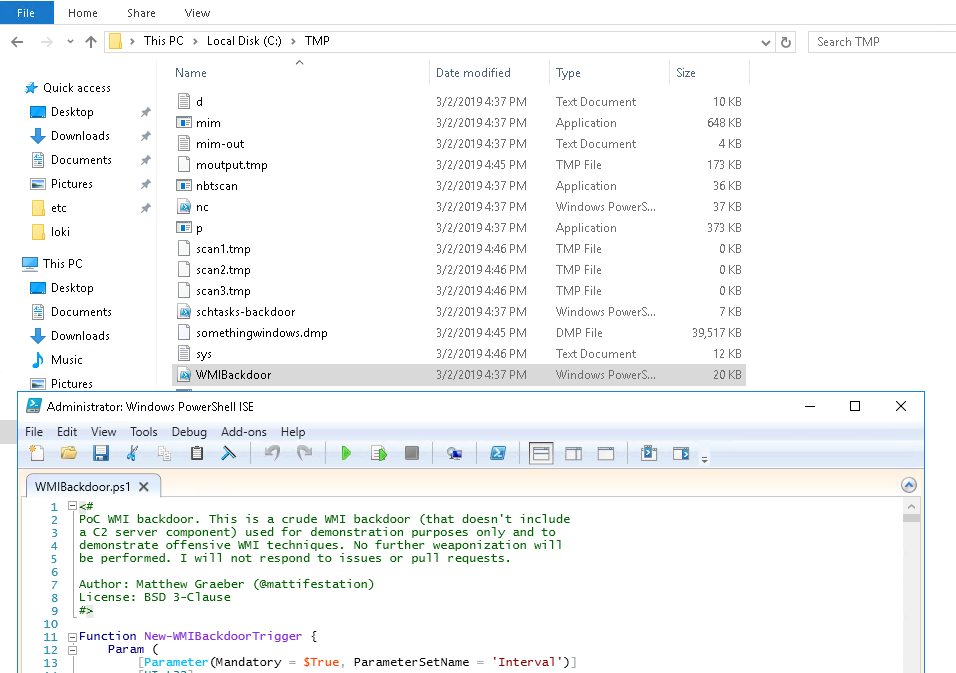 File Home Share View
This PC Local Disk (C:) TMP Search TMP
Name Date modified Type Size
Quick access
Desktop
Downloads
Documents
Pictures
etc
loki
This PC
Desktop
Documents
Downloads
Music
Pictures
d 3/2/2019 4:37 PM Text Document 10 KB
mim 3/2/2019 4:37 PM Application 648 KB
mim-out 3/2/2019 4:37 PM Text Document 4 KB
moutput.tmp 3/2/2019 4:45 PM TMP File 173 KB
nbtscan 3/2/2019 4:37 PM Application 36 KB
nc 3/2/2019 4:37 PM Windows PowerS... 37 KB
p 3/2/2019 4:37 PM Application 373 KB
scan1.tmp 3/2/2019 4:46 PM TMP File 0 KB
scan2.tmp 3/2/2019 4:46 PM TMP File 0 KB
scan3.tmp 3/2/2019 4:46 PM TMP File 0 KB
schtasks-backdoor 3/2/2019 4:37 PM Windows PowerS... 7 KB
somethingwindows.dmp 3/2/2019 4:45 PM DMP File 39,517 KB
sys 3/2/2019 4:46 PM Text Document 12 KB
WMIBackdoor 3/2/2019 4:37 PM Windows PowerS... 20 KB
Administrator: Windows PowerShell ISE
File Edit View Tools Debug Add-ons Help
WMIBackdoor.ps1
1 <#
2 PoC WMI backdoor. This is a crude WMI backdoor (that doesn't include
3 a C2 server component) used for demonstration purposes only and to
4 demonstrate offensive WMI techniques. No further weaponization will
5 be performed. I will not respond to issues or pull requests.
6
7 Author: Matthew Graeber (@mattifestation)
8 License: BSD 3-Clause
9 #>
10
11 Function New-WMIBackdoorTrigger {
12 Param (
13 [Parameter(Mandatory = $True, ParameterSetName = 'Interval')]